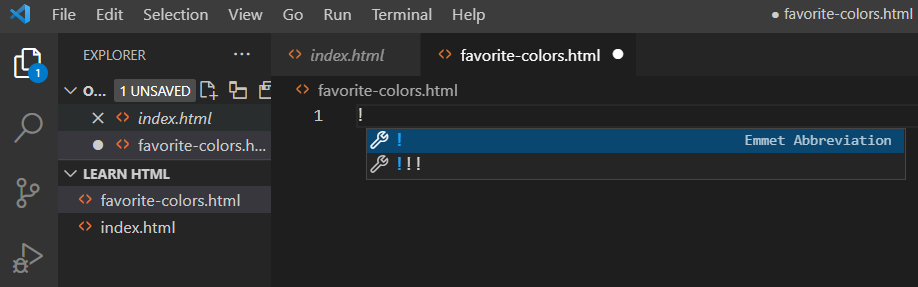 File Edit Selection View Go Run Terminal Help ● favorite-colors.html
EXPLORER ...
index.html favorite-colors.html ●
O... 1 UNSAVED
favorite-colors.html
index.html
1 !
favorite-colors.h...
! Emmet Abbreviation
!!!
LEARN HTML
favorite-colors.html
index.html
1